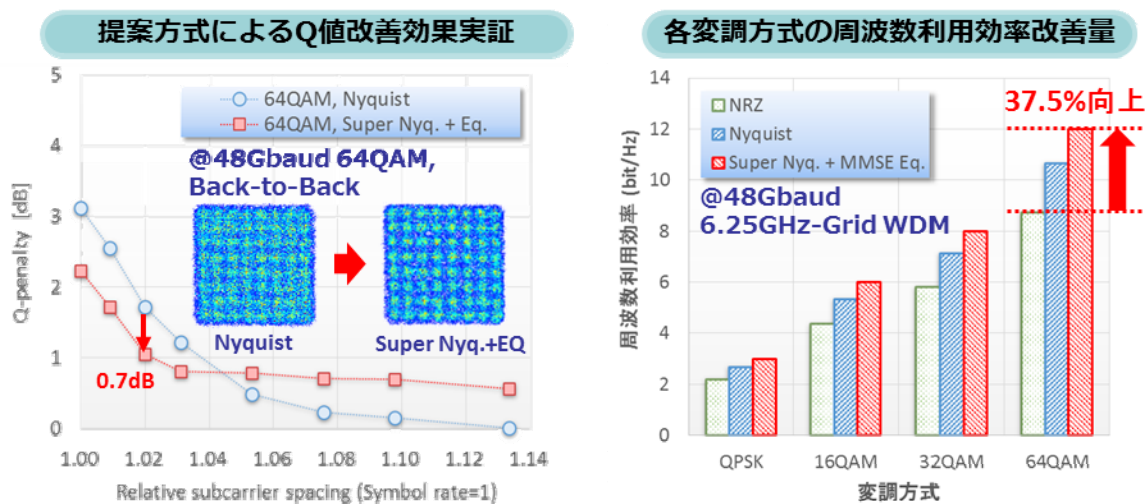 提案方式によるQ値改善効果実証
5
4
3
2
1
0
Q-penalty [dB]
64QAM, Nyquist
64QAM, Super Nyq. + Eq.
@48Gbaud 64QAM,
Back-to-Back
Nyquist
Super Nyq.+EQ
0.7dB
1.00 1.02 1.04 1.06 1.08 1.10 1.12 1.14
Relative subcarrier spacing (Symbol rate=1)
各変調方式の周波数利用効率改善量
14
12
10
8
6
4
2
0
周波数利用効率 (bit/Hz)
NRZ
Nyquist
Super Nyq. + MMSE Eq.
37.5%向上
@48Gbaud
6.25GHz-Grid WDM
QPSK 16QAM 32QAM 64QAM
変調方式